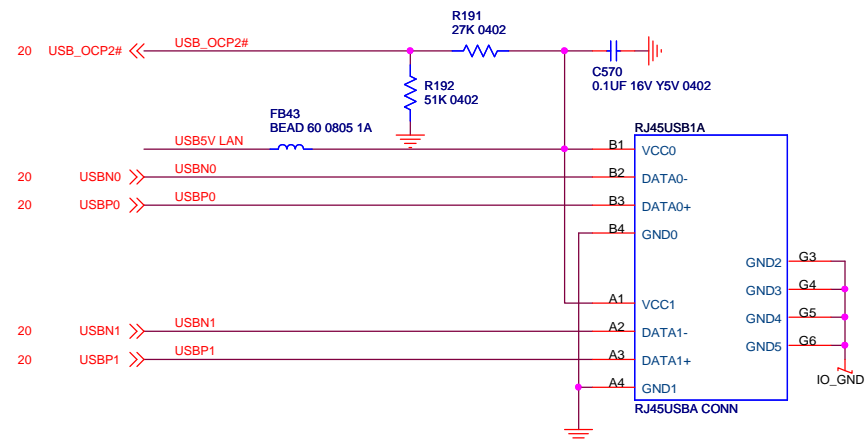 R191
27K 0402
20 USB_OCP2# USB_OCP2#
C570
0.1UF 16V Y5V 0402
R192
51K 0402
FB43
BEAD 60 0805 1A
RJ45USB1A
USB5V LAN B1 VCC0
20 USBN0 USBN0 B2 DATA0-
20 USBP0 USBP0 B3 DATA0+
B4 GND0
GND2 G3
GND3 G4
A1 VCC1
GND4 G5
20 USBN1 USBN1 A2 DATA1-
GND5 G6
20 USBP1 USBP1 A3 DATA1+
IO_GND
A4 GND1
RJ45USBA CONN